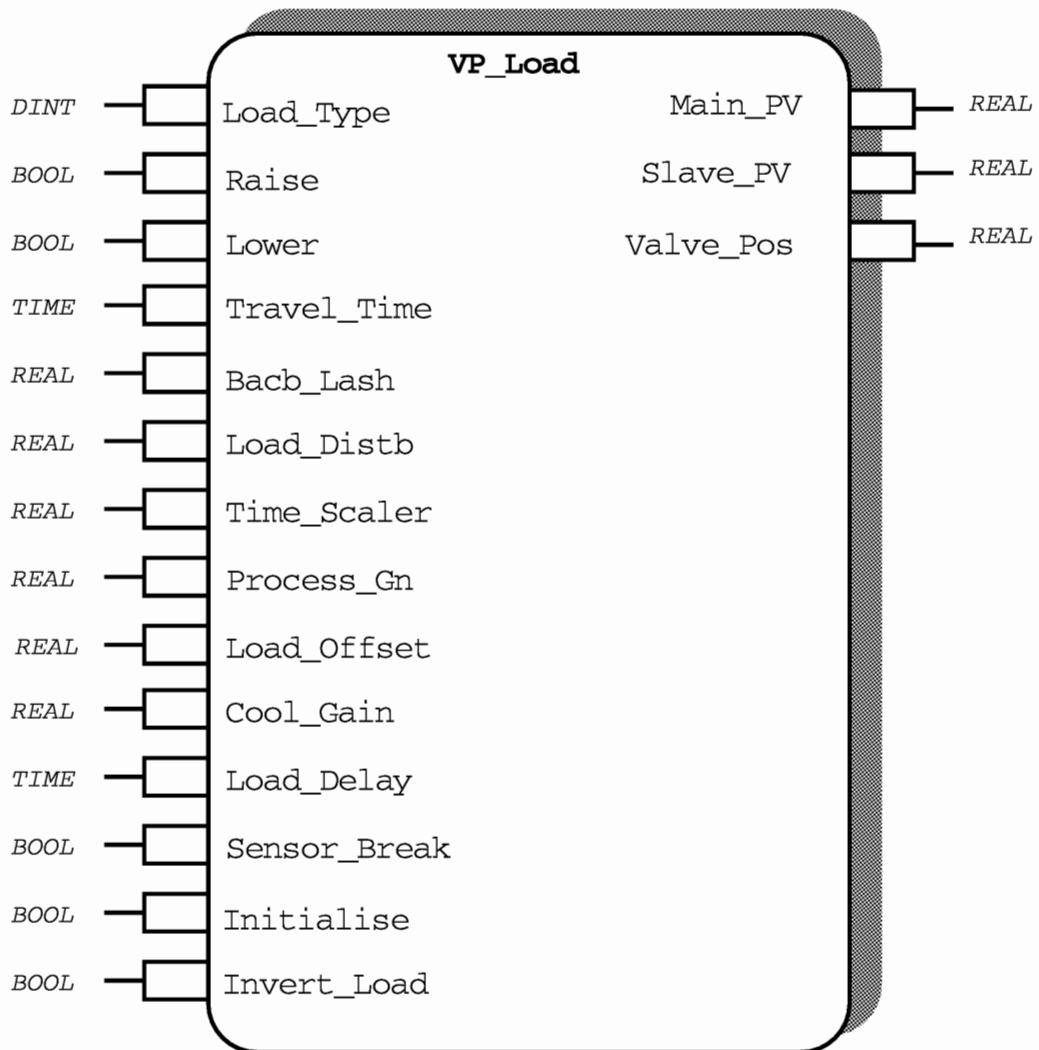 VP_Load
DINT Load_Type Main_PV REAL
BOOL Raise Slave_PV REAL
BOOL Lower Valve_Pos REAL
TIME Travel_Time
REAL Bacb_Lash
REAL Load_Distb
REAL Time_Scaler
REAL Process_Gn
REAL Load_Offset
REAL Cool_Gain
TIME Load_Delay
BOOL Sensor_Break
BOOL Initialise
BOOL Invert_Load